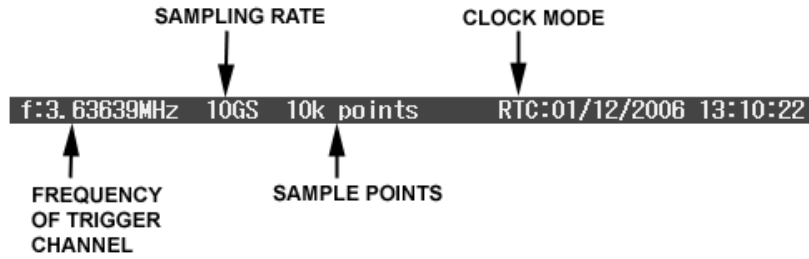 SAMPLING RATE
CLOCK MODE
f:3.63639MHz 10GS 10k points RTC:01/12/2006 13:10:22
FREQUENCY
OF TRIGGER
CHANNEL
SAMPLE POINTS